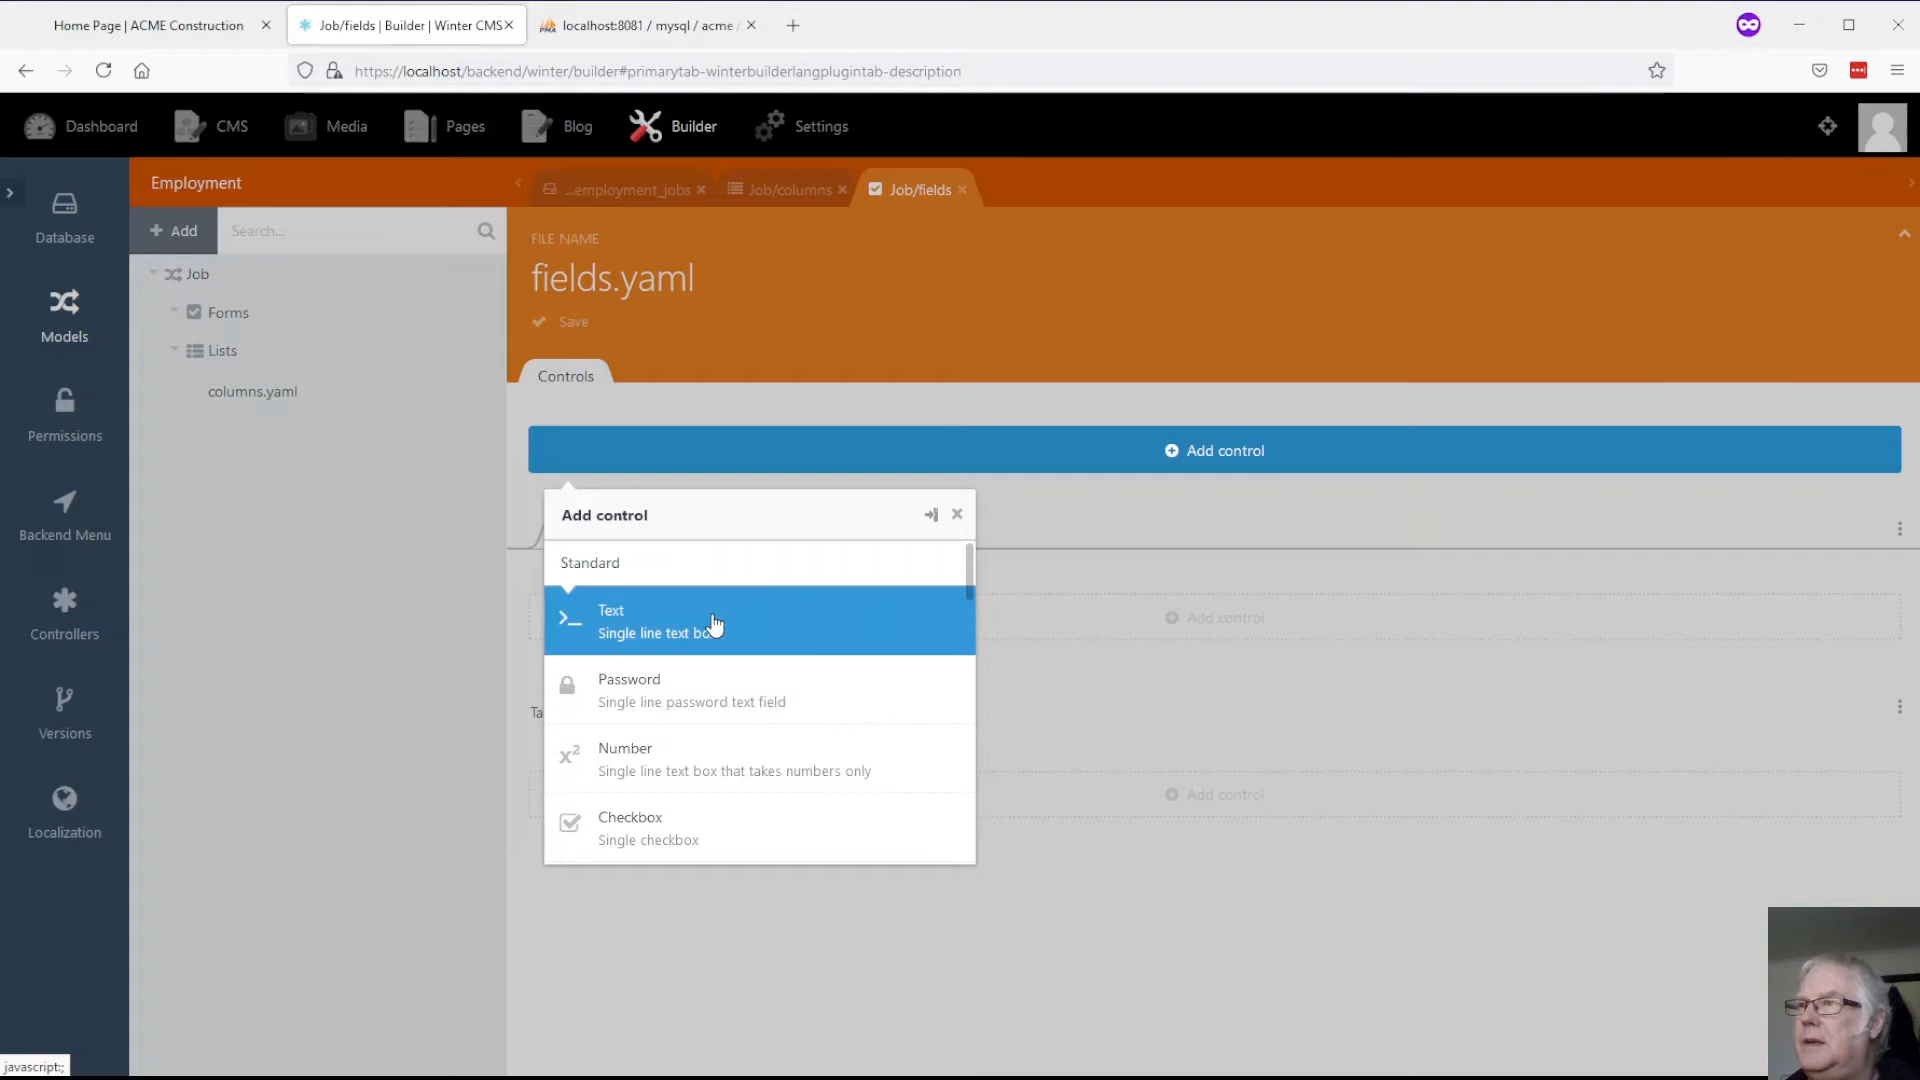 Home Page | ACME Construction
Job/fields | Builder | Winter CMS
localhost:8081 / mysql / acme /
https://localhost/backend/winter/builder#primarytab-winterbuilderlangplugintab-description
Dashboard
CMS
Media
Pages
Blog
Builder
Settings
Employment
...employment_jobs
Job/columns
Job/fields
Database
Models
Permissions
Backend Menu
Controllers
Versions
Localization
Add
Search...
Job
Forms
Lists
columns.yaml
FILE NAME
fields.yaml
Save
Controls
Add control
Add control
Standard
Text
Single line text bo
Password
Single line password text field
Number
Single line text box that takes numbers only
Checkbox
Single checkbox
Add control
Ta
Add control
javascript:;